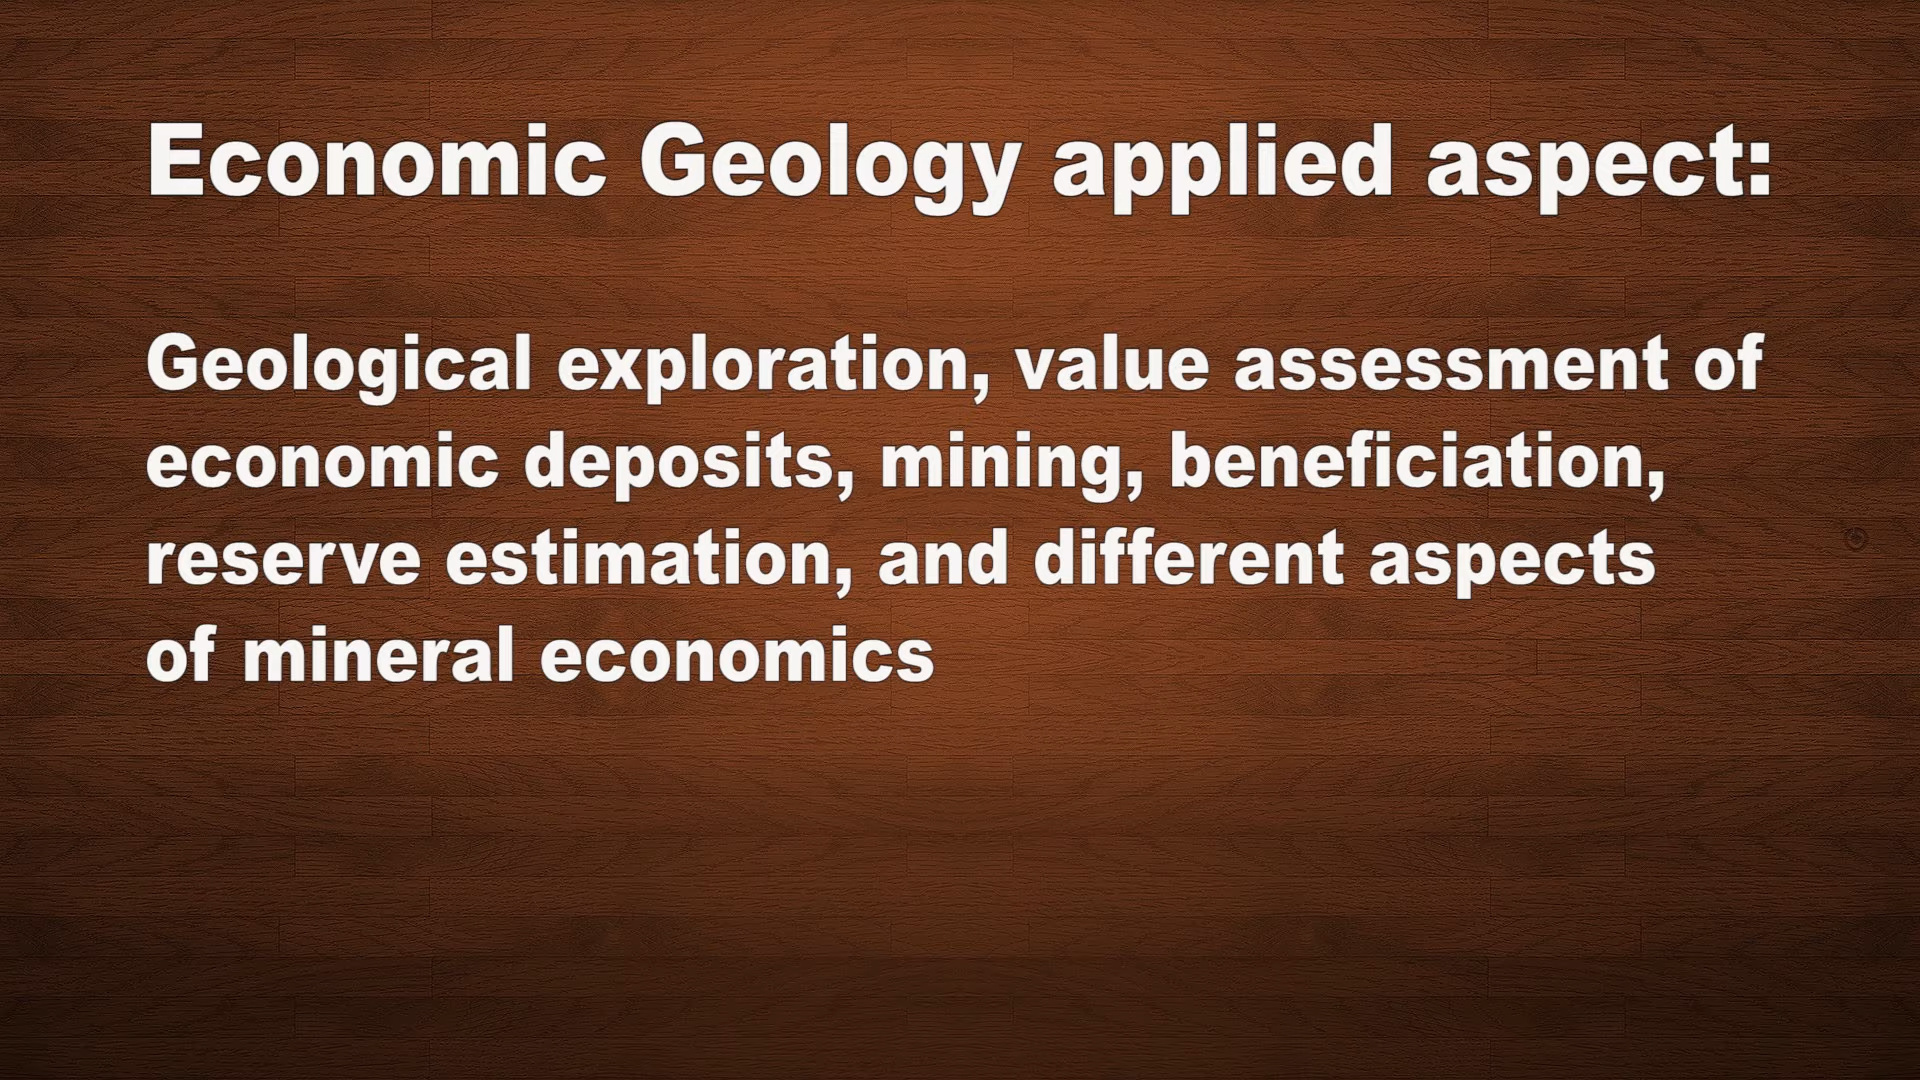 Economic Geology applied aspect:
Geological exploration, value assessment of
economic deposits, mining, beneficiation,
reserve estimation, and different aspects
of mineral economics